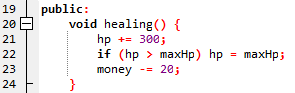 19 public:
20 void healing() {
21 hp += 300;
22 if (hp > maxHp) hp = maxHp;
23 money -= 20;
24 }